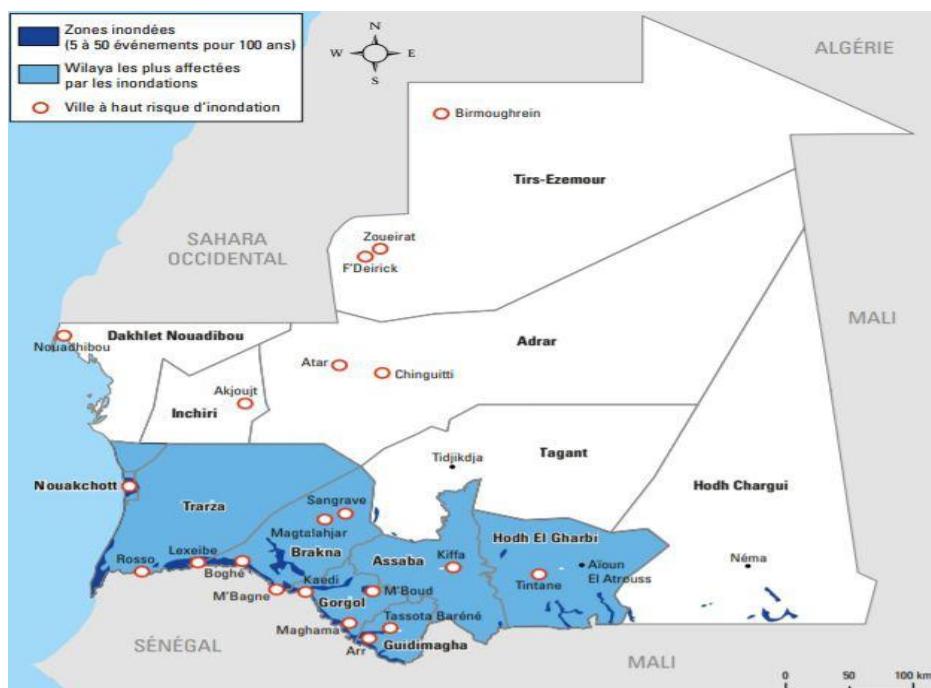 Zones inondées
(5 à 50 événements pour 100 ans)
Wilaya les plus affectées
par les inondations
Ville à haut risque d'inondation
N
W
E
S
ALGÉRIE
Birmoughrein
Tirs-Ezemour
SAHARA
OCCIDENTAL
Zoueirat
F'Deirick
MALI
Dakhlet Nouadibou
Nouadhibou
Adrar
Atar
Chinguitti
Akjoujt
Inchiri
Tagant
Tidjikdja
Hodh Chargui
Nouakchott
Trarza
Sangrave
Magtalahjar
Brakna
Hodh El Gharbi
Assaba
Kiffa
Lexeibe
Rosso
Boghé
Aïoun
El Atrouss
Néma
Tintane
M'Bagne
Kaédi
M'Boud
Gorgol
Tassota Baréné
Maghama
Arr
Guidimagha
SÉNÉGAL
MALI
0
50
100 km